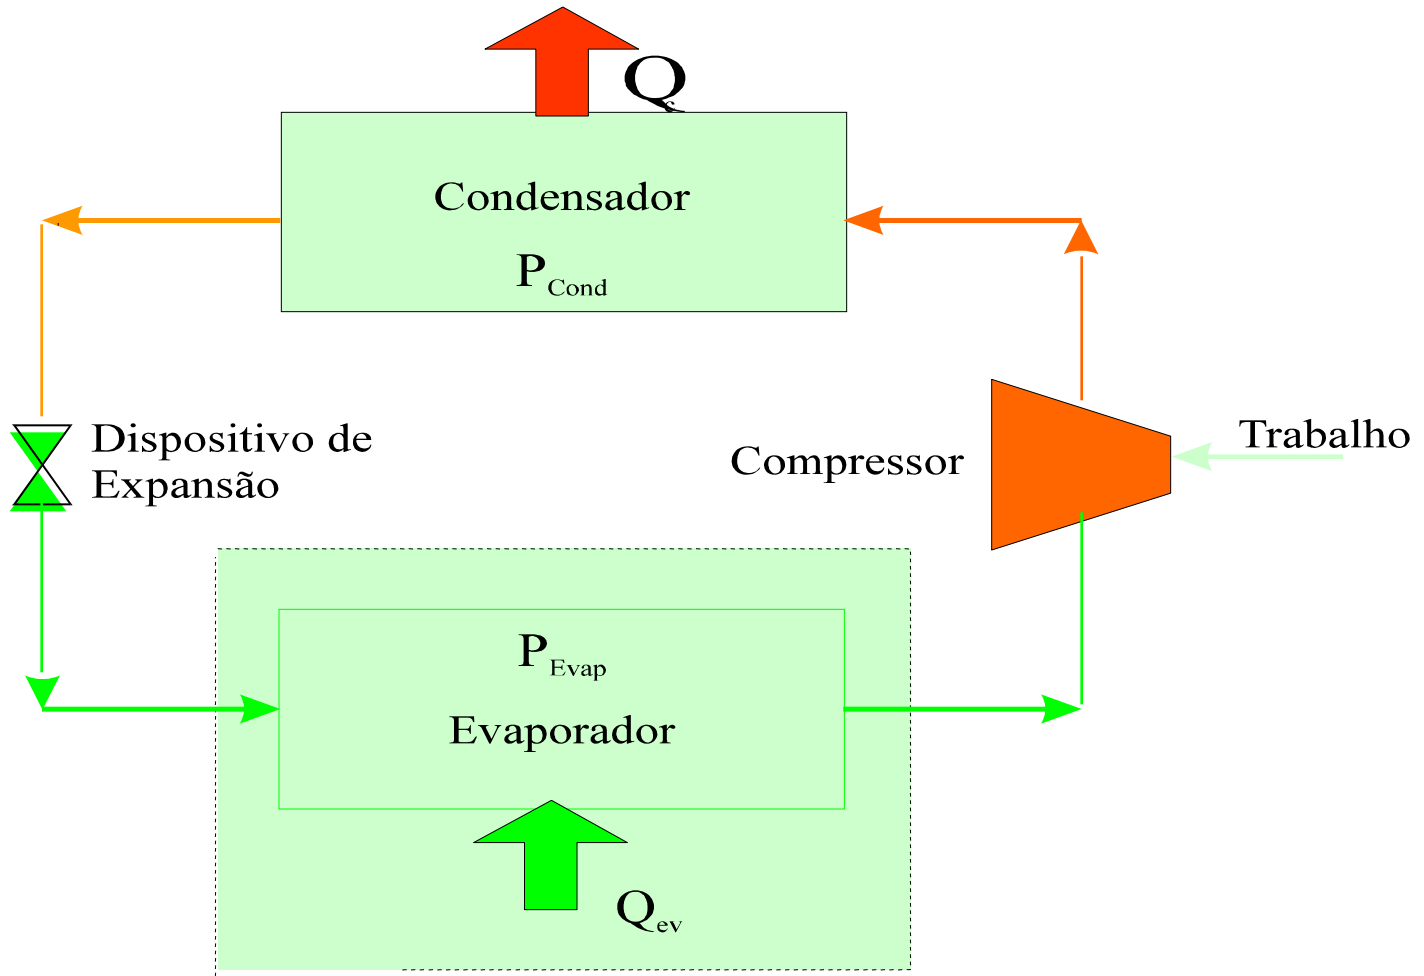 Qc
Condensador
PCond
Dispositivo de
Expansão
Compressor
Trabalho
PEvap
Evaporador
Qev